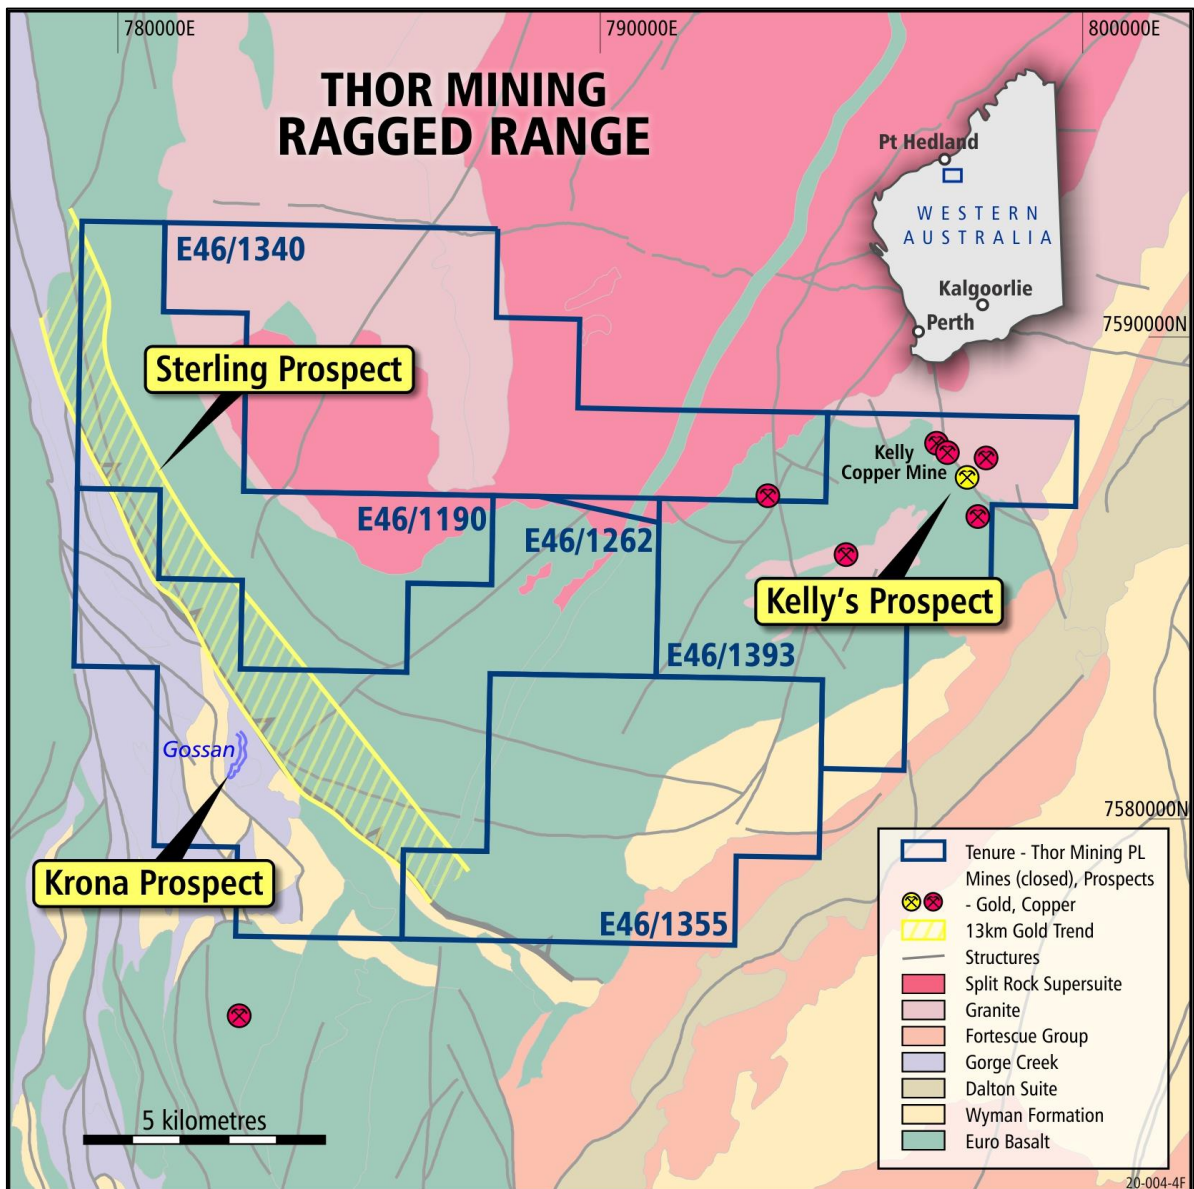 780000E
790000E
800000E
THOR MINING
RAGGED RANGE
Pt Hedland
WESTERN
AUSTRALIA
Kalgoorlie
Perth
E46/1340
7590000N
Sterling Prospect
Kelly
Copper Mine
E46/1190
E46/1262
Kelly's Prospect
E46/1393
Gossan
7580000N
Krona Prospect
E46/1355
Tenure - Thor Mining PL
Mines (closed), Prospects
- Gold, Copper
13km Gold Trend
Structures
Split Rock Supersuite
Granite
Fortescue Group
Gorge Creek
Dalton Suite
Wyman Formation
Euro Basalt
5 kilometres
20-004-4F